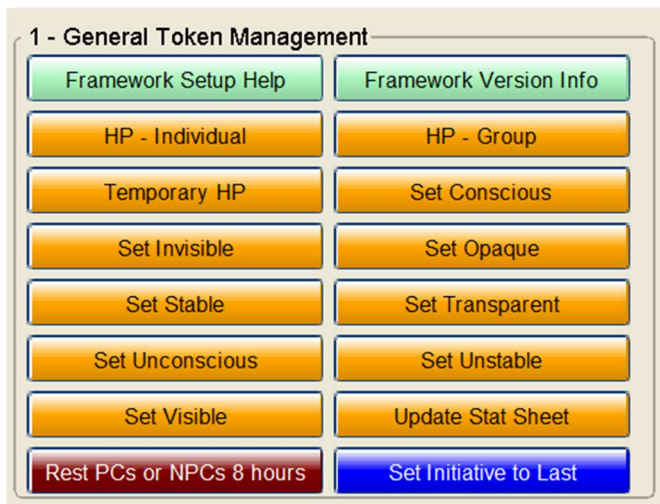 1 - General Token Management
Framework Setup Help
Framework Version Info
HP - Individual
HP - Group
Temporary HP
Set Conscious
Set Invisible
Set Opaque
Set Stable
Set Transparent
Set Unconscious
Set Unstable
Set Visible
Update Stat Sheet
Rest PCs or NPCs 8 hours
Set Initiative to Last